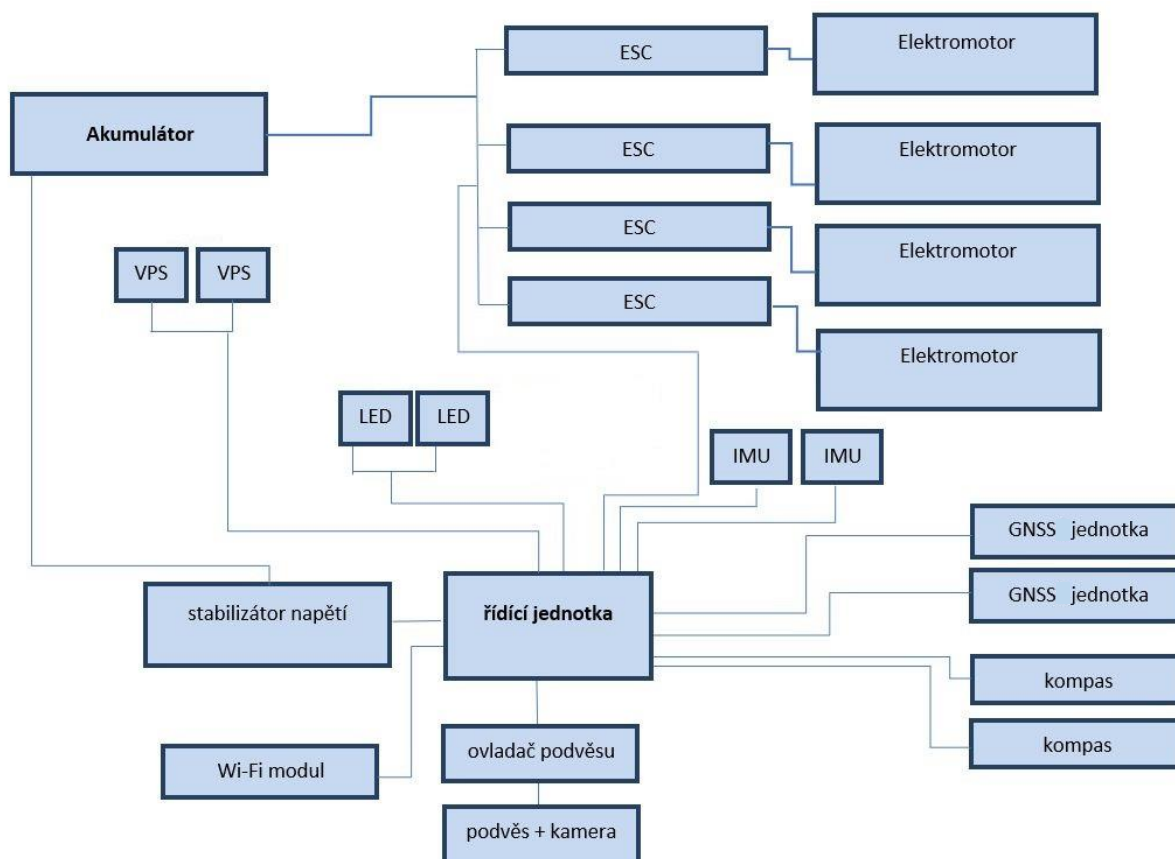 ESC
Elektromotor
Akumulátor
ESC
Elektromotor
ESC
Elektromotor
VPS
VPS
ESC
Elektromotor
LED
LED
IMU
IMU
GNSS jednotka
GNSS jednotka
stabilizátor napětí
řídící jednotka
kompas
kompas
ovladač podvěsu
Wi-Fi modul
podvěs + kamera